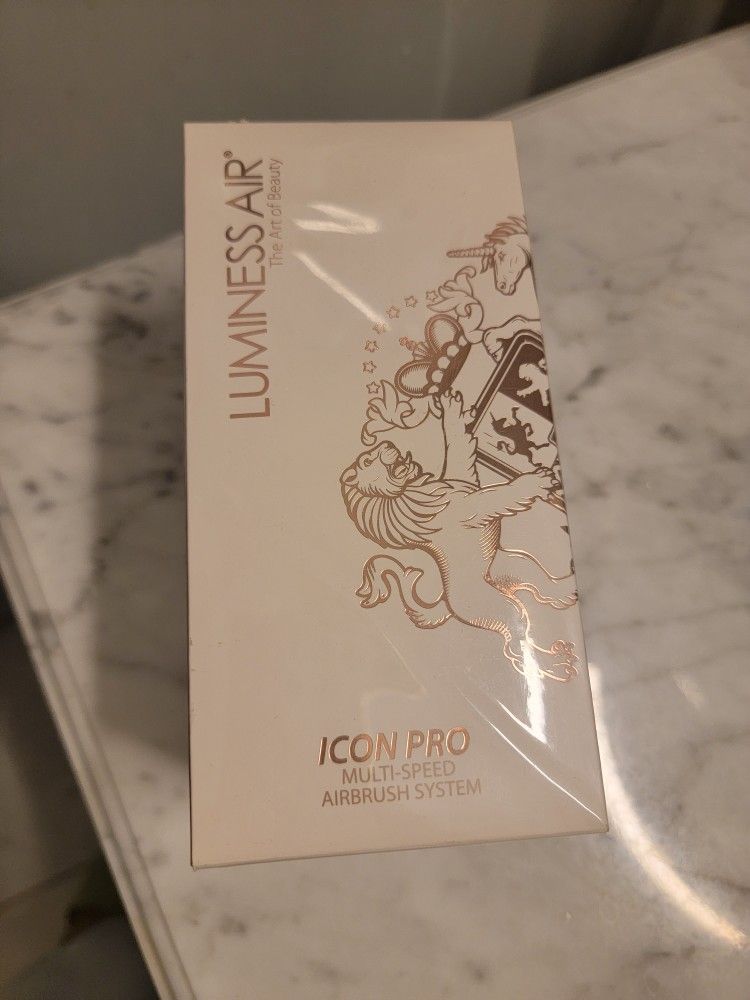 LUMINESS AIR®
The Art of Beauty
ICON PRO
MULTI-SPEED
AIRBRUSH SYSTEM